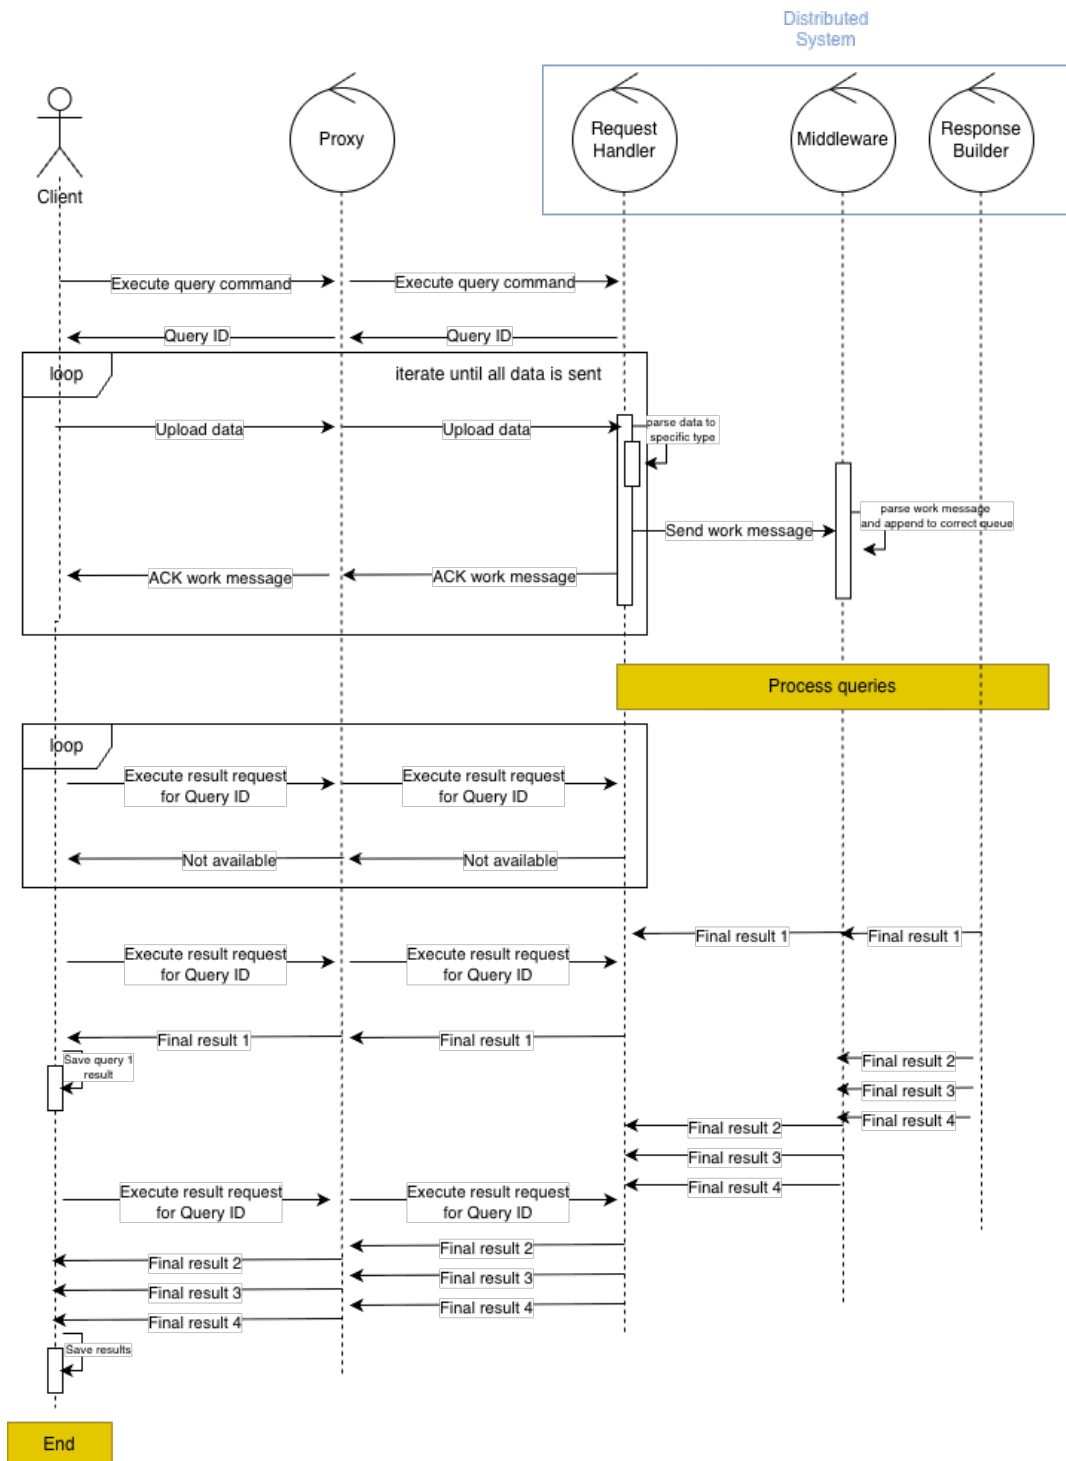 Distributed
System
Client
Proxy
Request
Handler
Middleware
Response
Builder
Execute query command
Execute query command
Query ID
Query ID
loop
iterate until all data is sent
Upload data
Upload data
parse data to
specific type
Send work message
parse work message
and append to correct queue
ACK work message
ACK work message
Process queries
loop
Execute result request
for Query ID
Execute result request
for Query ID
Not available
Not available
Final result 1
Final result 1
Execute result request
for Query ID
Execute result request
for Query ID
Final result 1
Final result 1
Save query 1
result
Final result 2
Final result 3
Final result 4
Final result 2
Final result 3
Final result 4
Execute result request
for Query ID
Execute result request
for Query ID
Final result 2
Final result 3
Final result 4
Final result 2
Final result 3
Final result 4
Save results
End